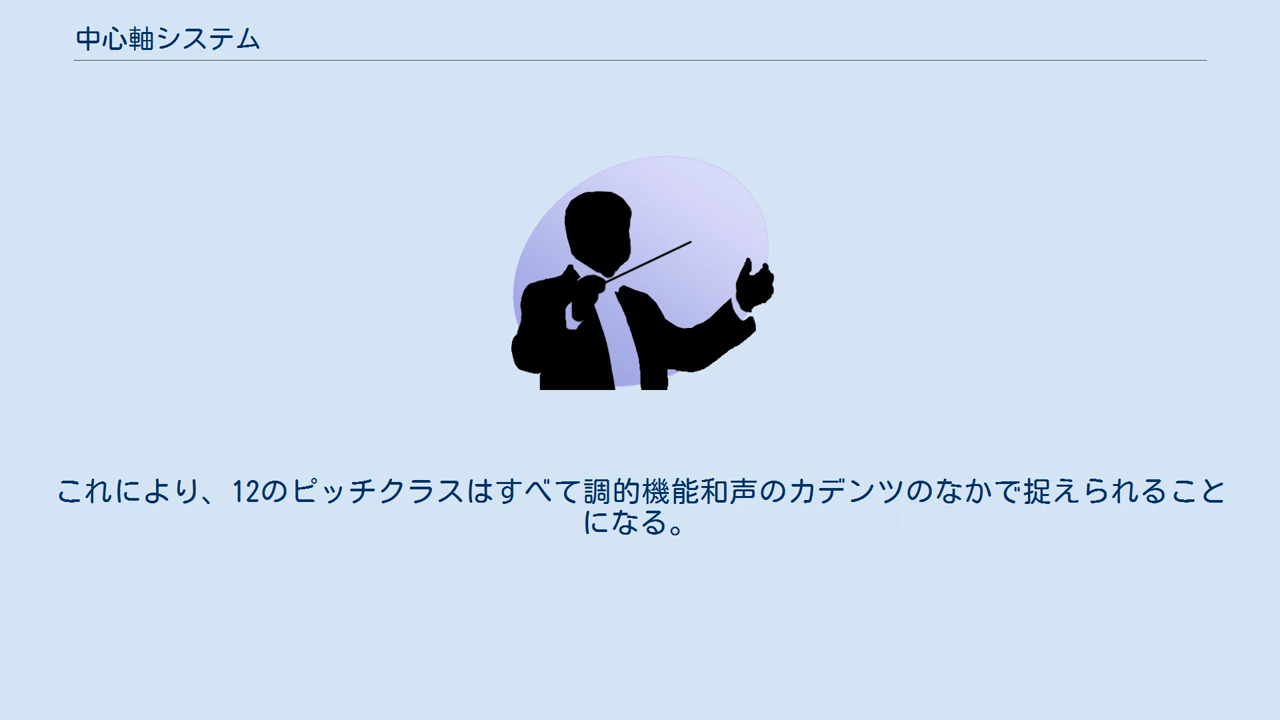 中心軸システム
これにより、12のピッチクラスはすべて調的機能和声のカデンツのなかで捉えられること
になる。